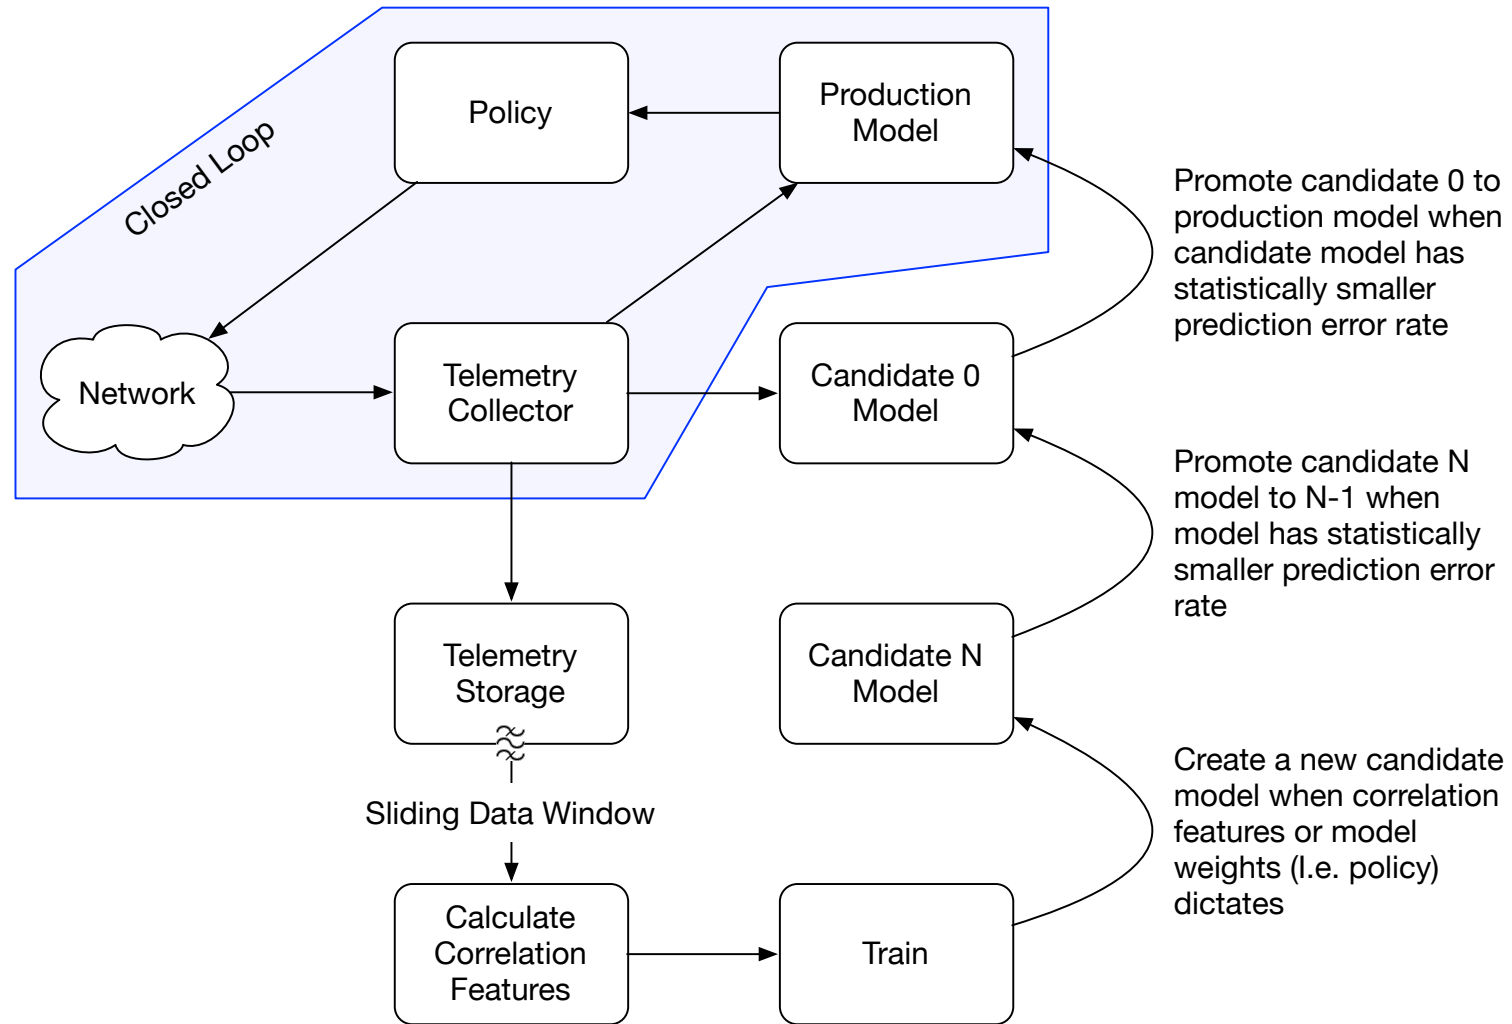 Policy
Production
Model
Closed Loop
Promote candidate 0 to
production model when
candidate model has
statistically smaller
prediction error rate
Network
Telemetry
Collector
Candidate 0
Model
Promote candidate N
model to N-1 when
model has statistically
smaller prediction error
rate
Telemetry
Storage
Candidate N
Model
Sliding Data Window
Create a new candidate
model when correlation
features or model
weights (I.e. policy)
dictates
Calculate
Correlation
Features
Train